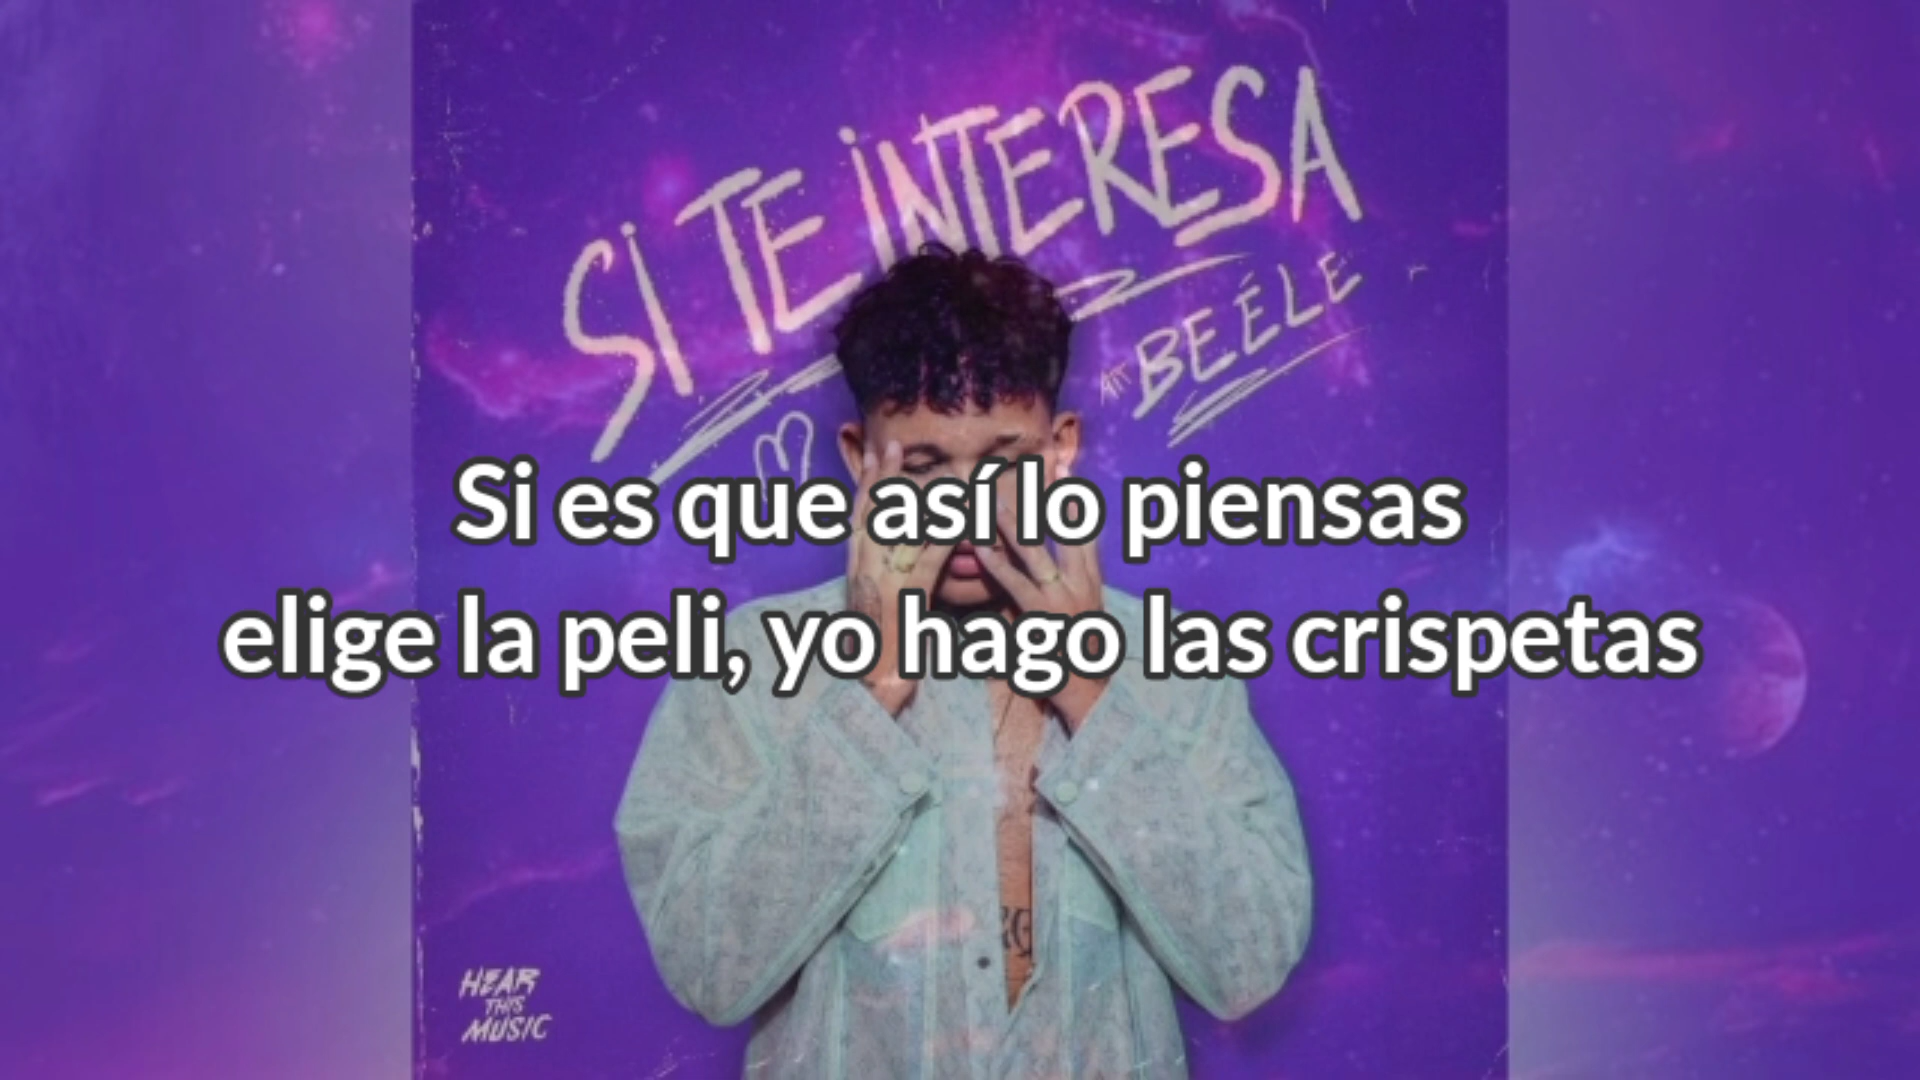 SI TE INTERESA
ATT BEÉLE
Si es que así lo piensas
elige la peli, yo hago las crispetas
HEAR
THIS
MUSIC